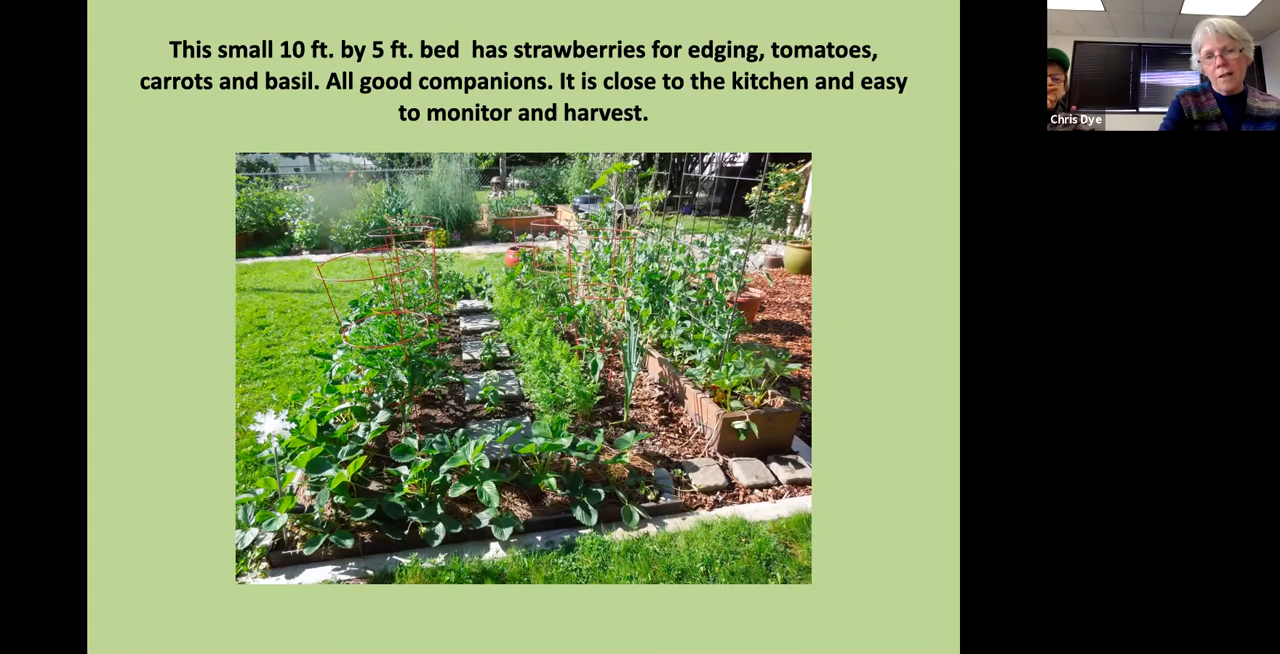 This small 10 ft. by 5 ft. bed  has strawberries for edging, tomatoes,
carrots and basil. All good companions. It is close to the kitchen and easy
to monitor and harvest.
Chris Dye